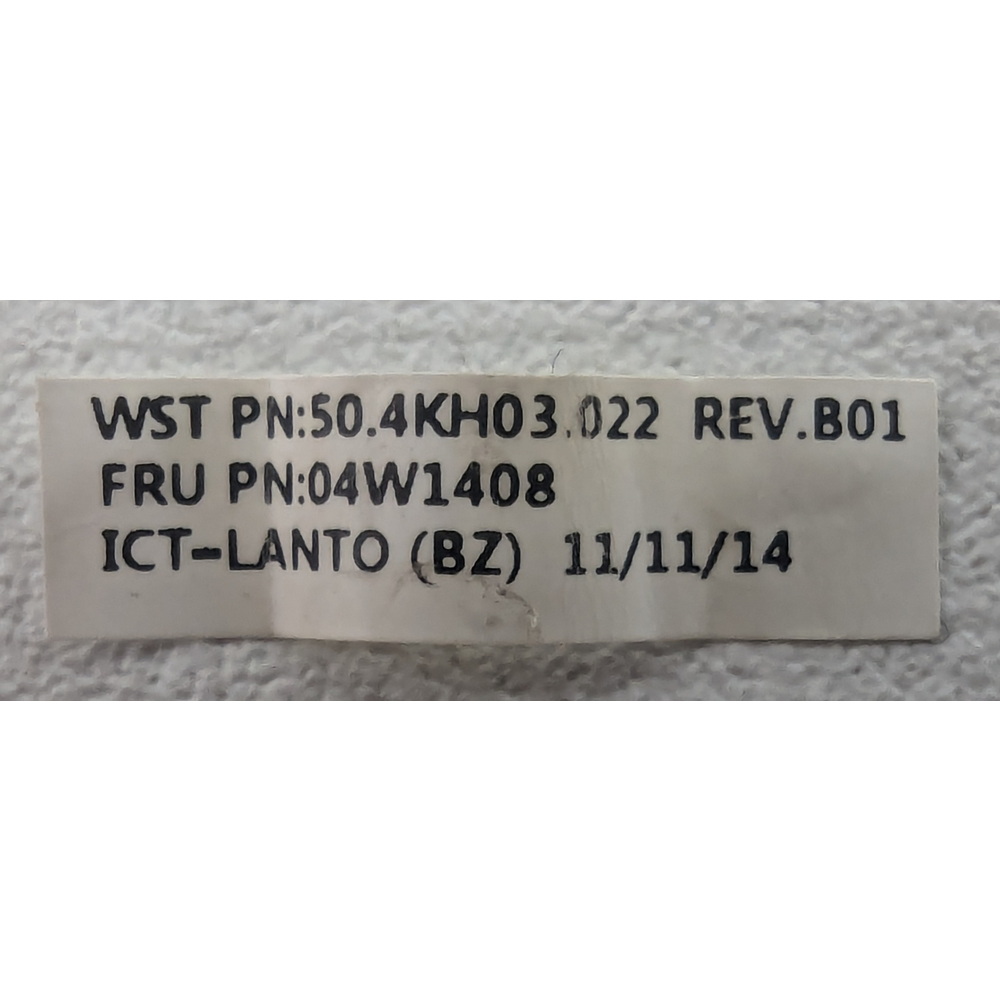 WST PN:50.4KH03.022 REV.B01
FRU PN:04W1408
ICT-LANTO (BZ) 11/11/14